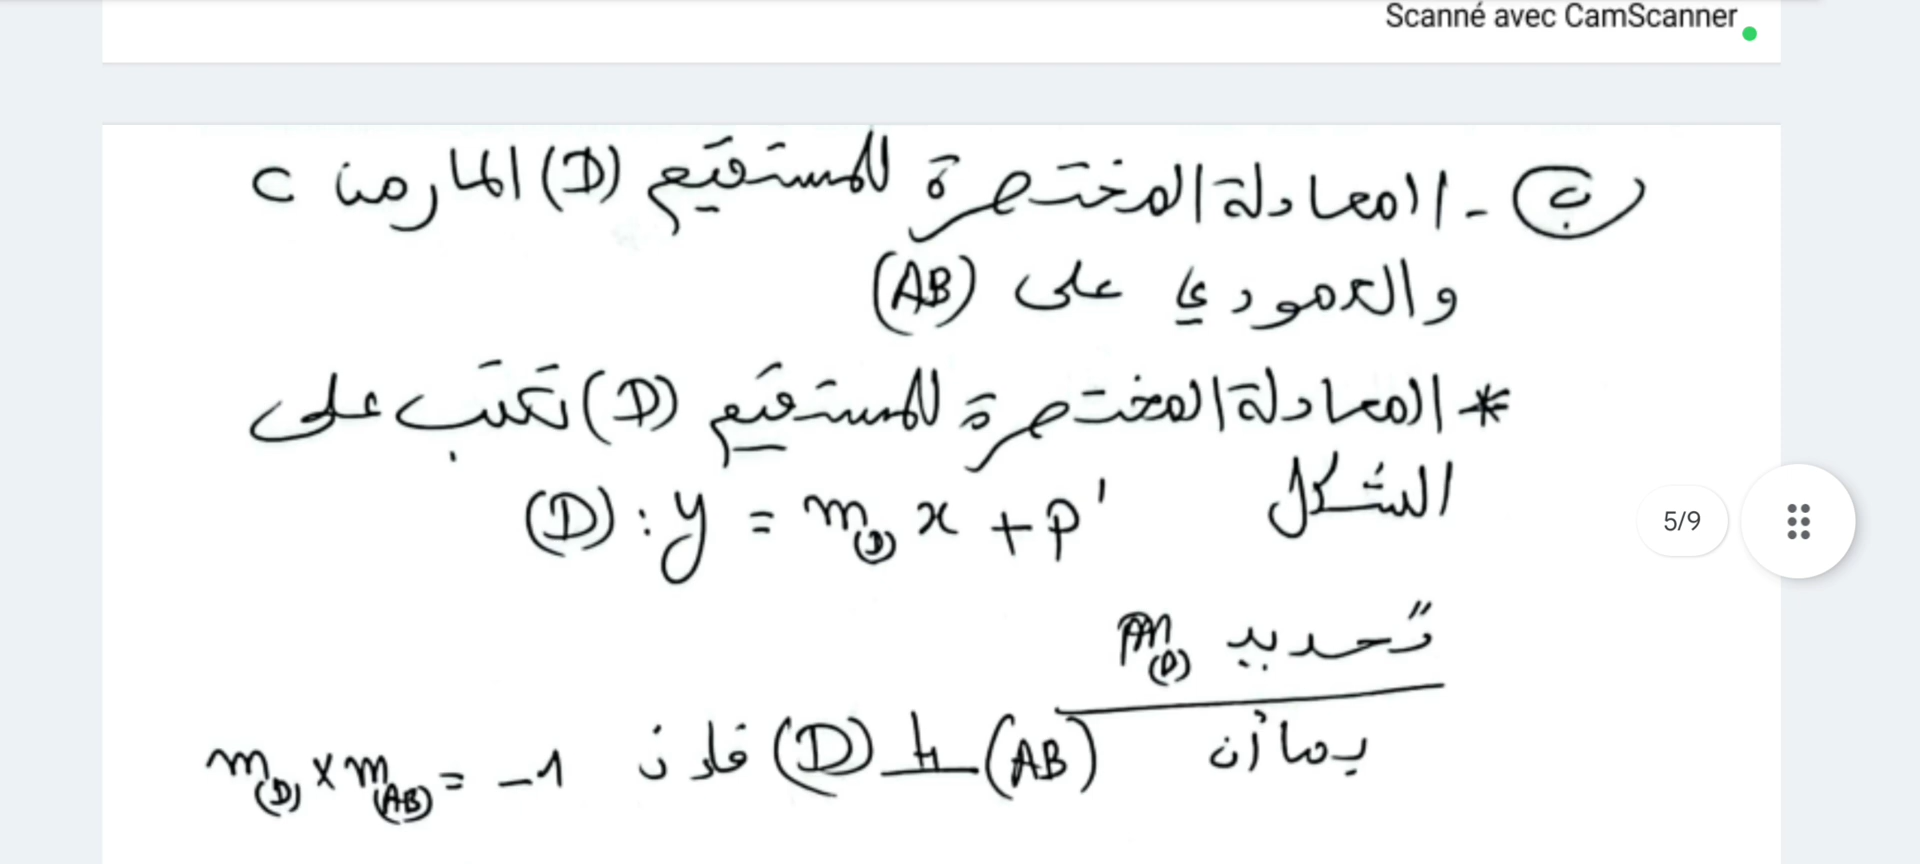 Scanné avec CamScanner
ب - المعادلة المختصرة للمستقيم (D) المار من C
والعمودي على (AB)
* المعادلة المختصرة للمستقيم (D) تكتب على
الشكل (D) : y = m(D) x + p'
5/9
تحديد m(D)
بما أن (AB) ⊥ (D) فإن m(D) × m(AB) = -1